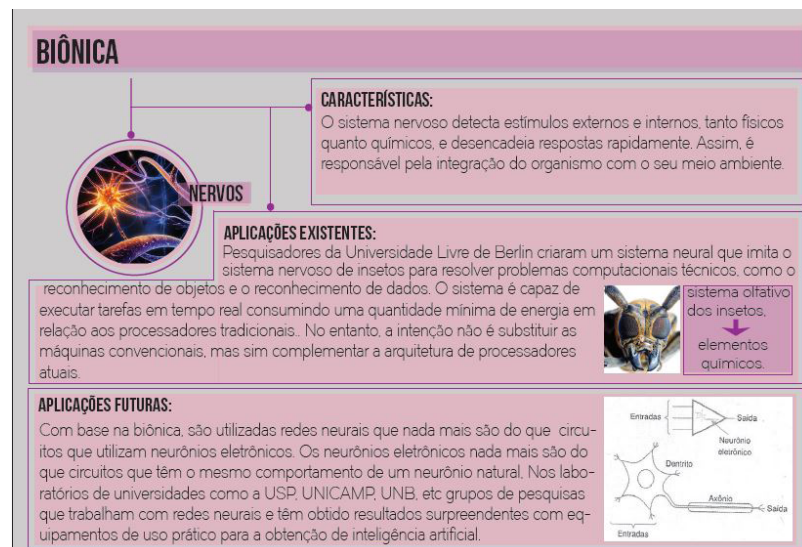 BIÔNICA
CARACTERÍSTICAS:
O sistema nervoso detecta estímulos externos e internos, tanto físicos
quanto químicos, e desencadeia respostas rapidamente. Assim, é
responsável pela integração do organismo com o seu meio ambiente.
NERVOS
APLICAÇÕES EXISTENTES:
Pesquisadores da Universidade Livre de Berlin criaram um sistema neural que imita o
sistema nervoso de insetos para resolver problemas computacionais técnicos, como o
reconhecimento de objetos e o reconhecimento de dados. O sistema é capaz de
executar tarefas em tempo real consumindo uma quantidade mínima de energia em
relação aos processadores tradicionais.. No entanto, a intenção não é substituir as
máquinas convencionais, mas sim complementar a arquitetura de processadores
atuais.
sistema olfativo
dos insetos,
elementos
químicos.
APLICAÇÕES FUTURAS:
Com base na biônica, são utilizadas redes neurais que nada mais são do que circu-
itos que utilizam neurônios eletrônicos. Os neurônios eletrônicos nada mais são do
que circuitos que têm o mesmo comportamento de um neurônio natural, Nos labo-
ratórios de universidades como a USP, UNICAMP, UNB, etc grupos de pesquisas
que trabalham com redes neurais e têm obtido resultados surpreendentes com eq-
uipamentos de uso prático para a obtenção de inteligência artificial.
Entradas
Saída
Neurônio
eletrônico
Dentrito
Axônio
Saída
Entradas